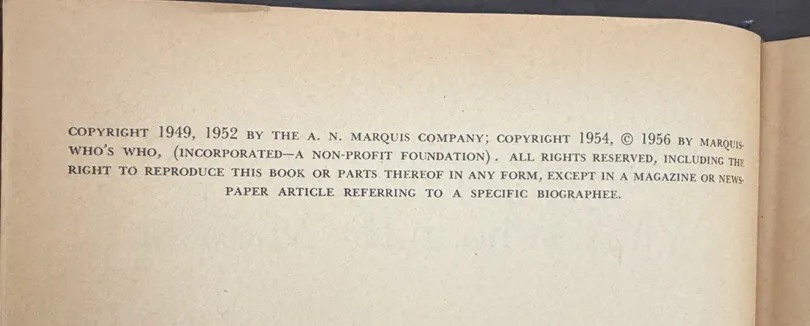 COPYRIGHT 1949, 1952 BY THE A. N. MARQUIS COMPANY; COPYRIGHT 1954, © 1956 BY MARQUIS-
WHO'S WHO, (INCORPORATED—A NON-PROFIT FOUNDATION). ALL RIGHTS RESERVED, INCLUDING THE
RIGHT TO REPRODUCE THIS BOOK OR PARTS THEREOF IN ANY FORM, EXCEPT IN A MAGAZINE OR NEWS-
PAPER ARTICLE REFERRING TO A SPECIFIC BIOGRAPHEE.